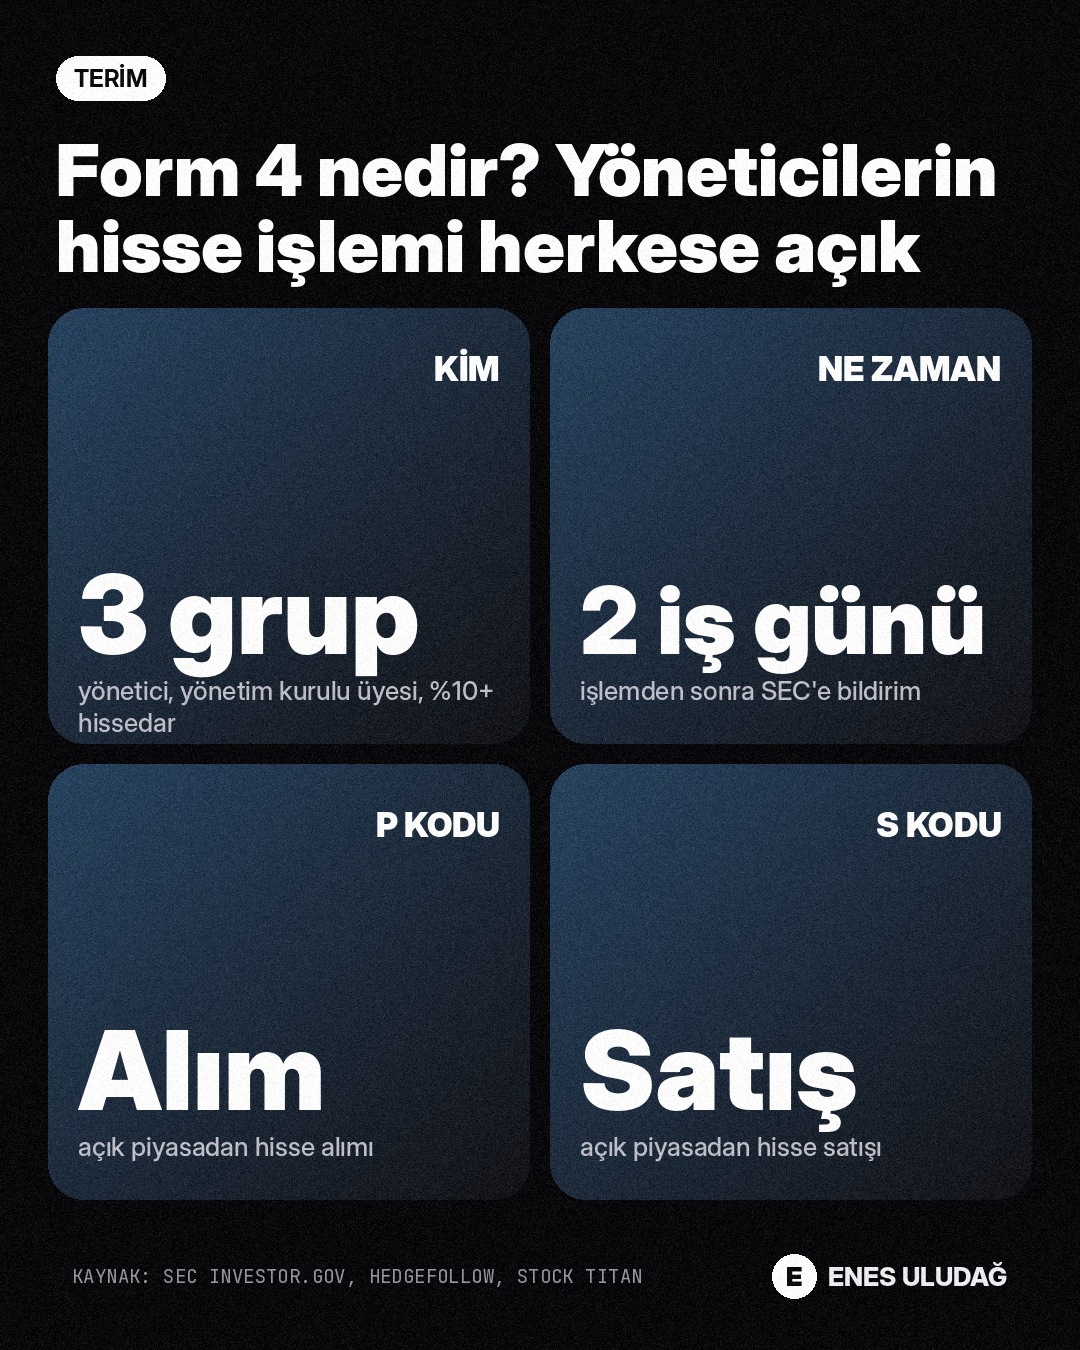 TERİM
Form 4 nedir? Yöneticilerin
hisse işlemi herkese açık
KİM
3 grup
yönetici, yönetim kurulu üyesi, %10+
hissedar
NE ZAMAN
2 iş günü
işlemden sonra SEC'e bildirim
P KODU
Alım
açık piyasadan hisse alımı
S KODU
Satış
açık piyasadan hisse satışı
KAYNAK: SEC INVESTOR.GOV, HEDGEFOLLOW, STOCK TITAN
E ENES ULUDAĞ